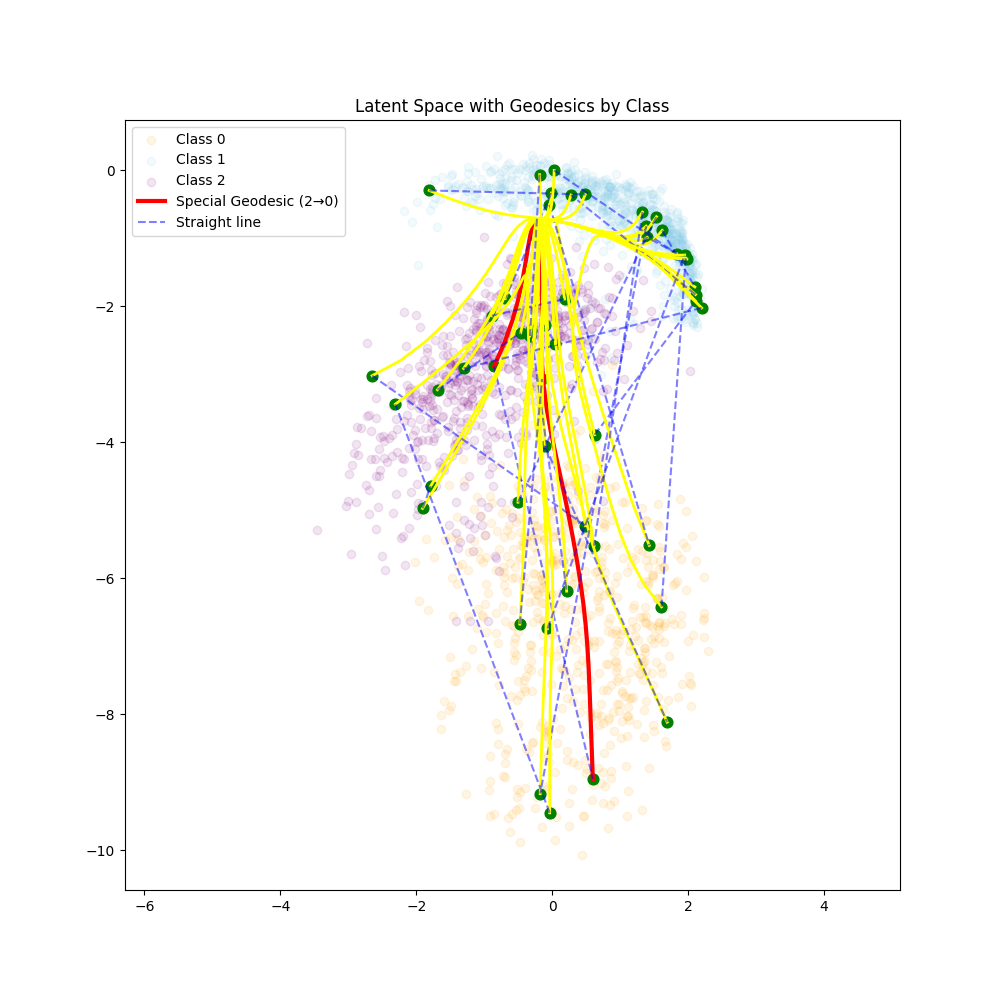 Latent Space with Geodesics by Class
Class 0
Class 1
Class 2
Special Geodesic (2→0)
Straight line
0
−2
−4
−6
−8
−10
−6
−4
−2
0
2
4